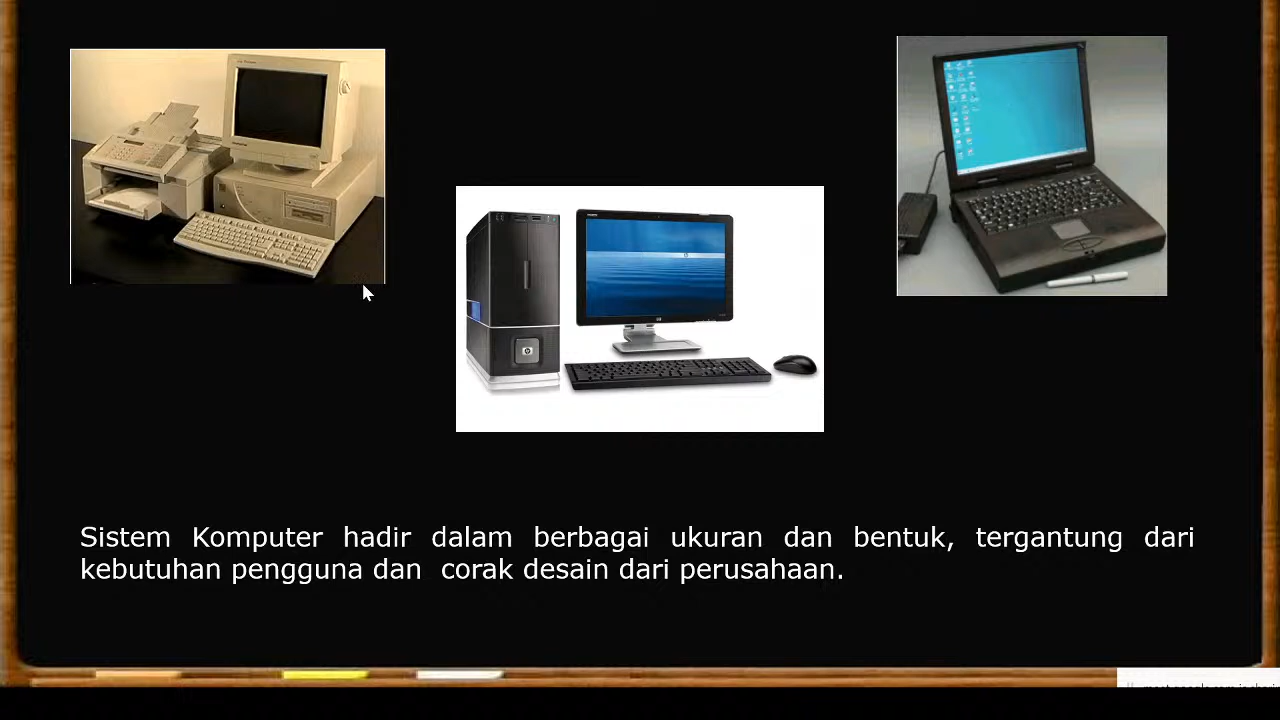 Sistem Komputer hadir dalam berbagai ukuran dan bentuk, tergantung dari
kebutuhan pengguna dan corak desain dari perusahaan.